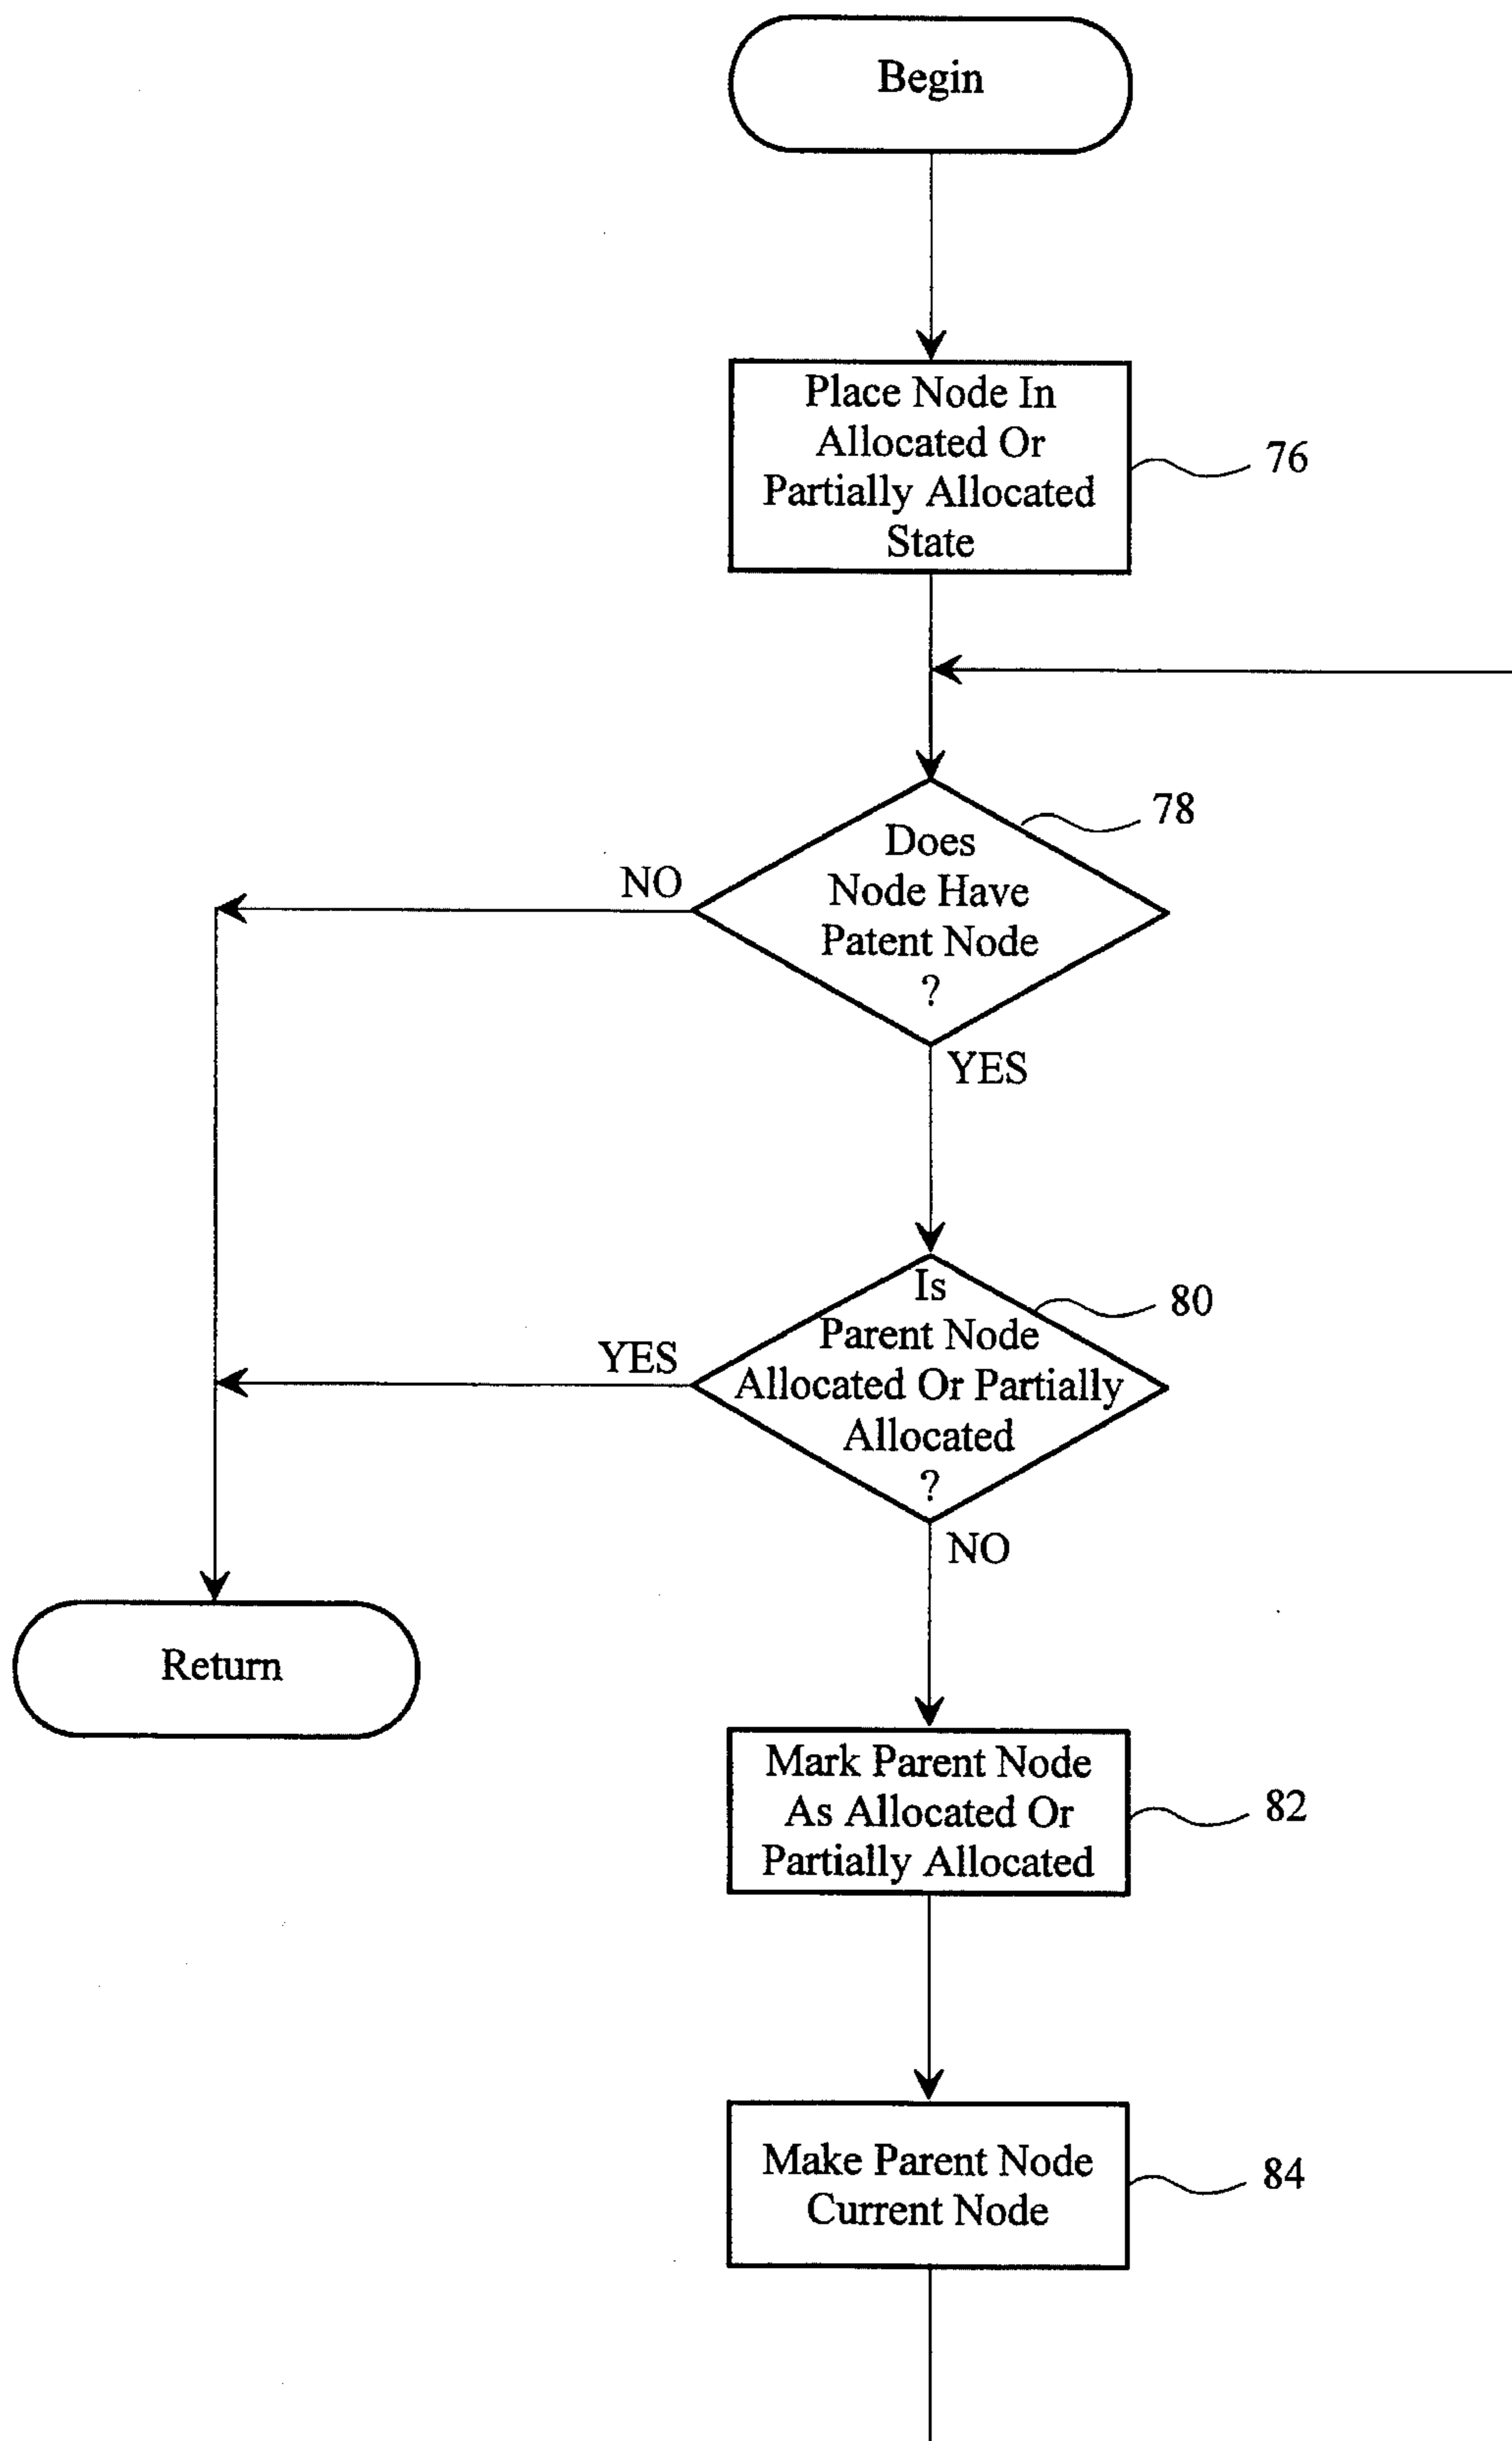 Begin
Place Node In
Allocated Or
Partially Allocated
State
76
78
Does
Node Have
Patent Node
?
NO
YES
Is
Parent Node
Allocated Or Partially
Allocated
?
80
YES
NO
Return
Mark Parent Node
As Allocated Or
Partially Allocated
82
Make Parent Node
Current Node
84